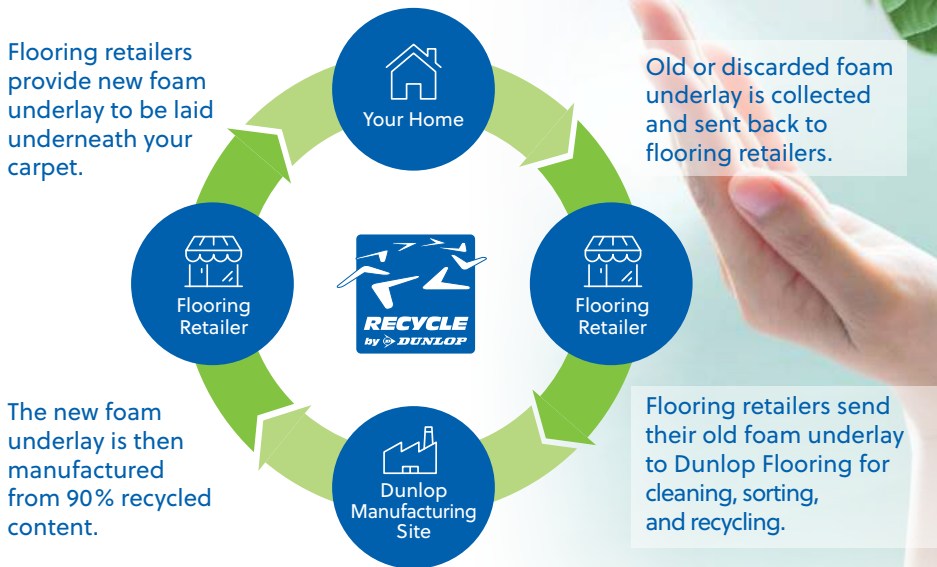 Flooring retailers
provide new foam
underlay to be laid
underneath your
carpet.
Your Home
Old or discarded foam
underlay is collected
and sent back to
flooring retailers.
Flooring
Retailer
RECYCLE
by DUNLOP
Flooring
Retailer
The new foam
underlay is then
manufactured
from 90% recycled
content.
Dunlop
Manufacturing
Site
Flooring retailers send
their old foam underlay
to Dunlop Flooring for
cleaning, sorting,
and recycling.